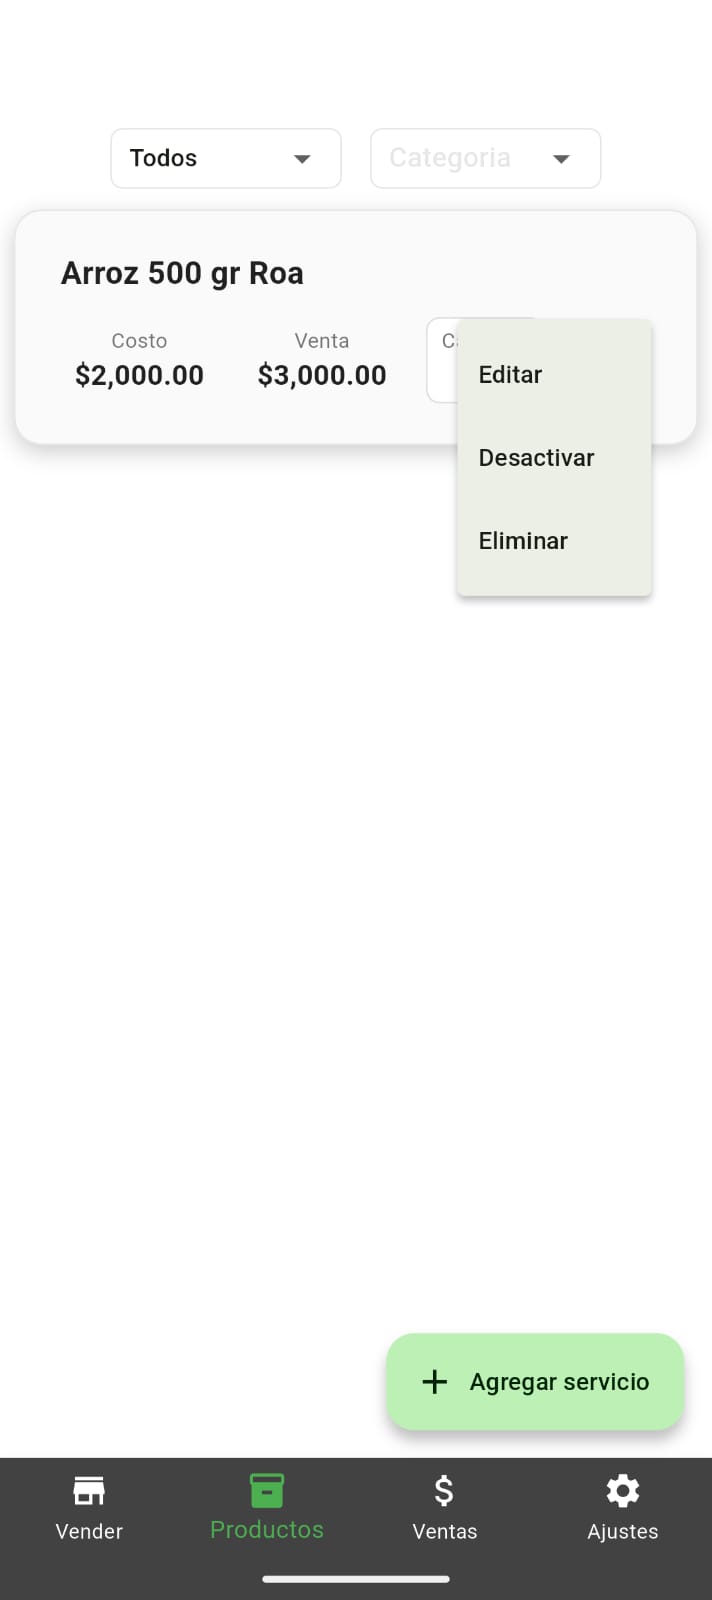 Todos
Categoria
Arroz 500 gr Roa
Costo
Venta
$2,000.00
$3,000.00
Editar
Desactivar
Eliminar
Agregar servicio
Vender
Productos
Ventas
Ajustes